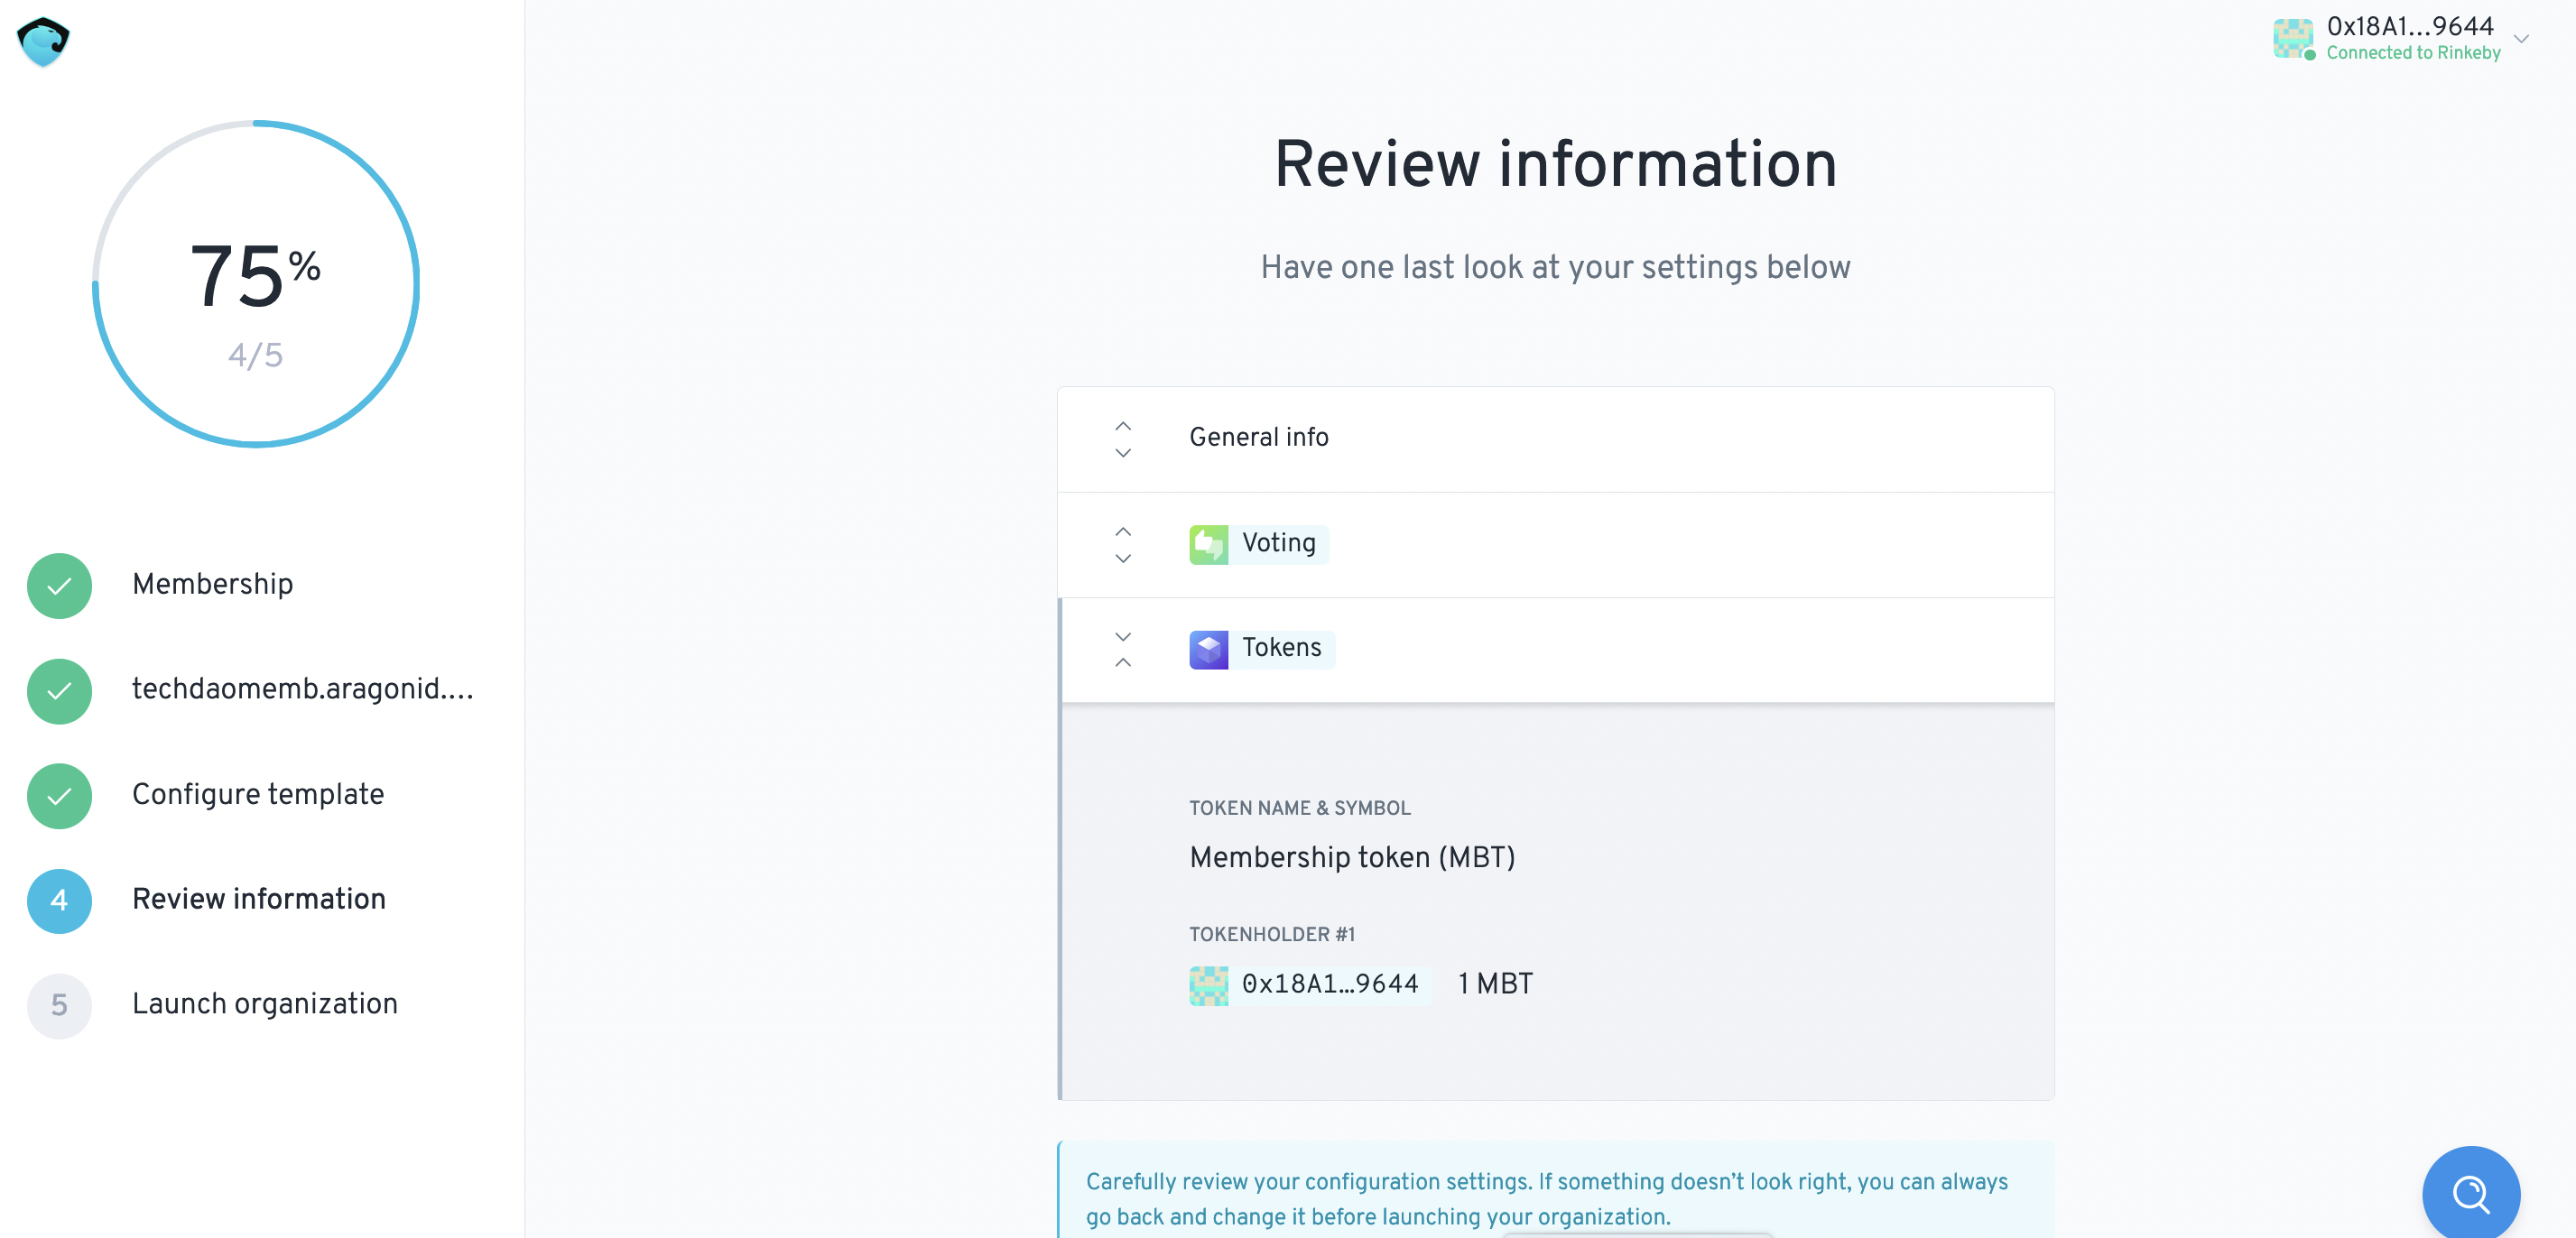 0x18A1…9644
Connected to Rinkeby
75%
4/5
Membership
techdaomemb.aragonid.…
Configure template
4 Review information
5 Launch organization
Review information
Have one last look at your settings below
General info
Voting
Tokens
TOKEN NAME & SYMBOL
Membership token (MBT)
TOKENHOLDER #1
0x18A1…9644 1 MBT
Carefully review your configuration settings. If something doesn’t look right, you can always
go back and change it before launching your organization.